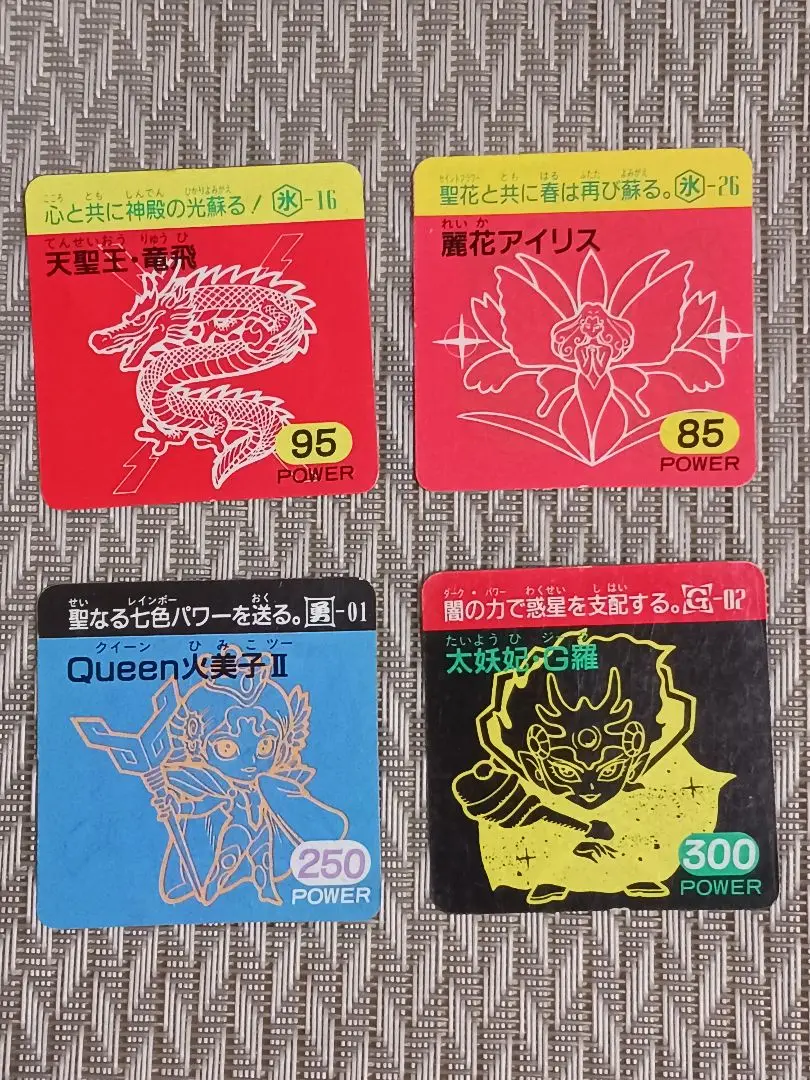 こころ とも しんでん ひかりよみがえ
心と共に神殿の光蘇る! 氷-16
てんせいおう りゅう ひ
天聖王・竜飛
95
POWER
セイントフラワー とも はる ふたた よみがえ
聖花と共に春は再び蘇る。 氷-26
れい か
麗花アイリス
85
POWER
せい レインボー おく
聖なる七色パワーを送る。 勇-01
クイーン ひ み こ ツー
Queen火美子Ⅱ
250
POWER
ダーク・パワー わくせい しはい
闇の力で惑星を支配する。 G-02
たいよう ひ
太妖妃・G羅
300
POWER